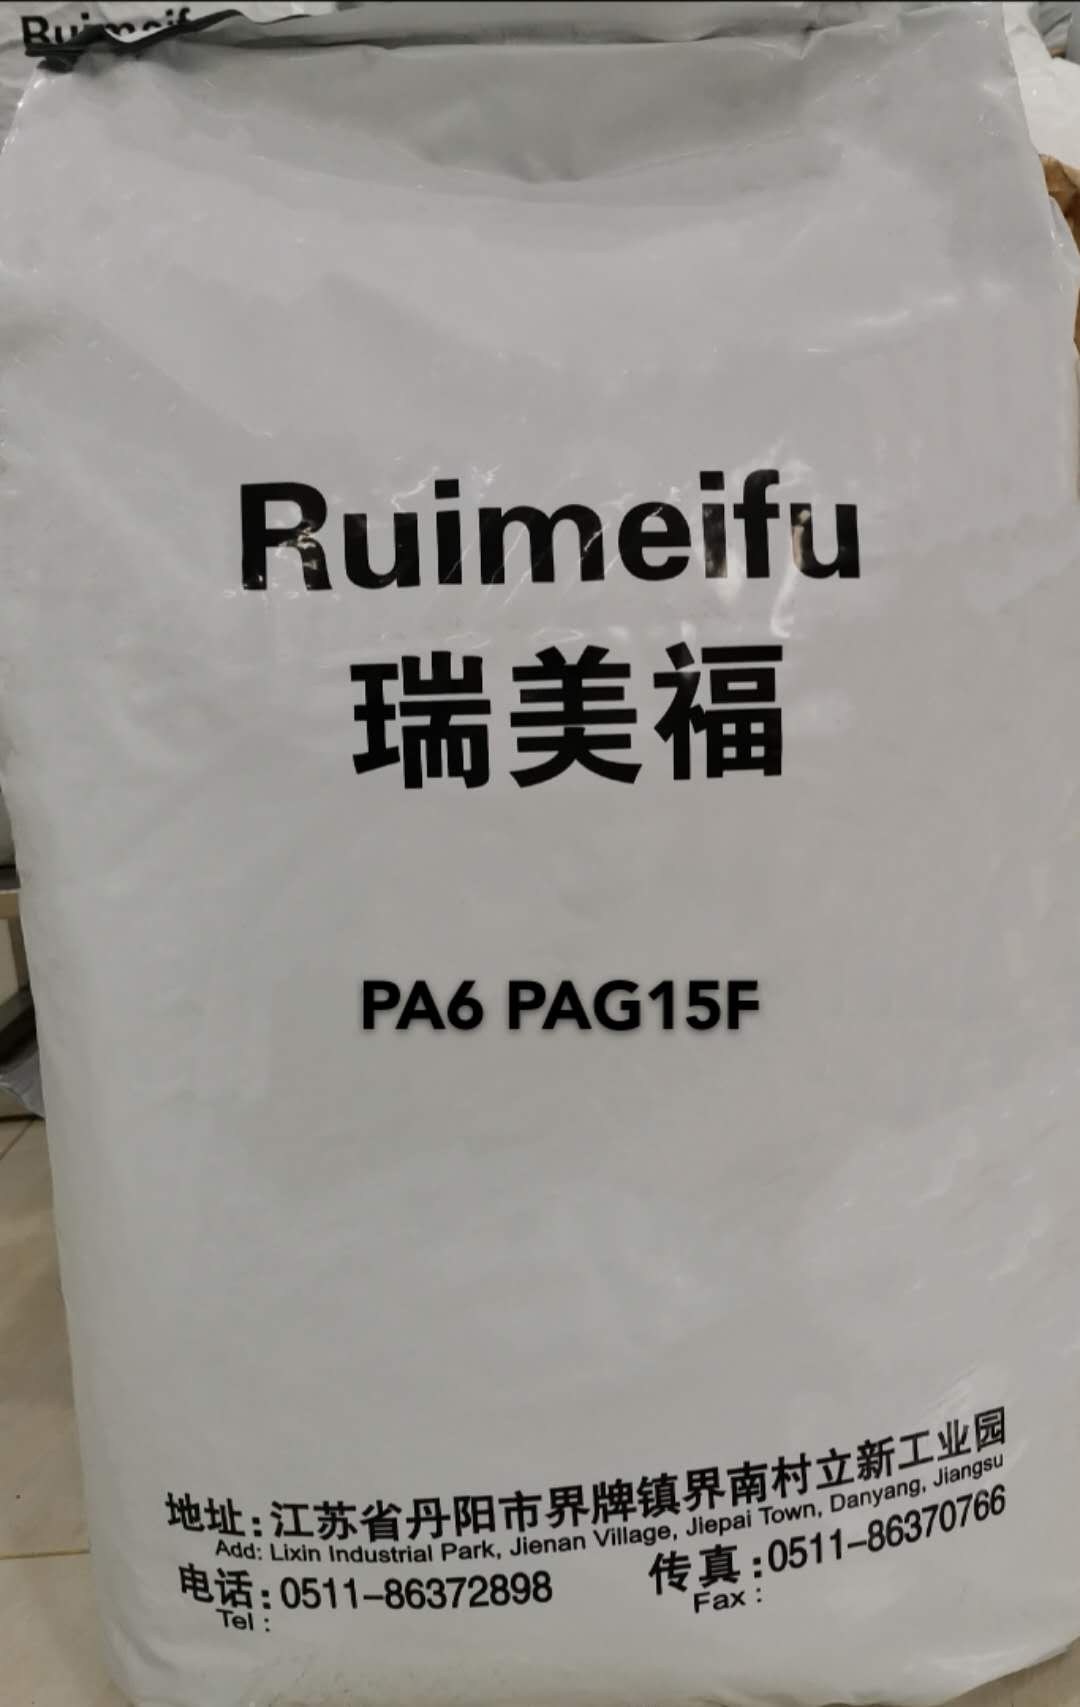 Ruimeif
Ruimeifu
瑞美福
PA6 PAG15F
地址:江苏省丹阳市界牌镇界南村立新工业园
Add: Lixin Industrial Park, Jienan Village, Jiepai Town, Danyang, Jiangsu
电话:0511-86372898 传真:0511-86370766
Tel: Fax: